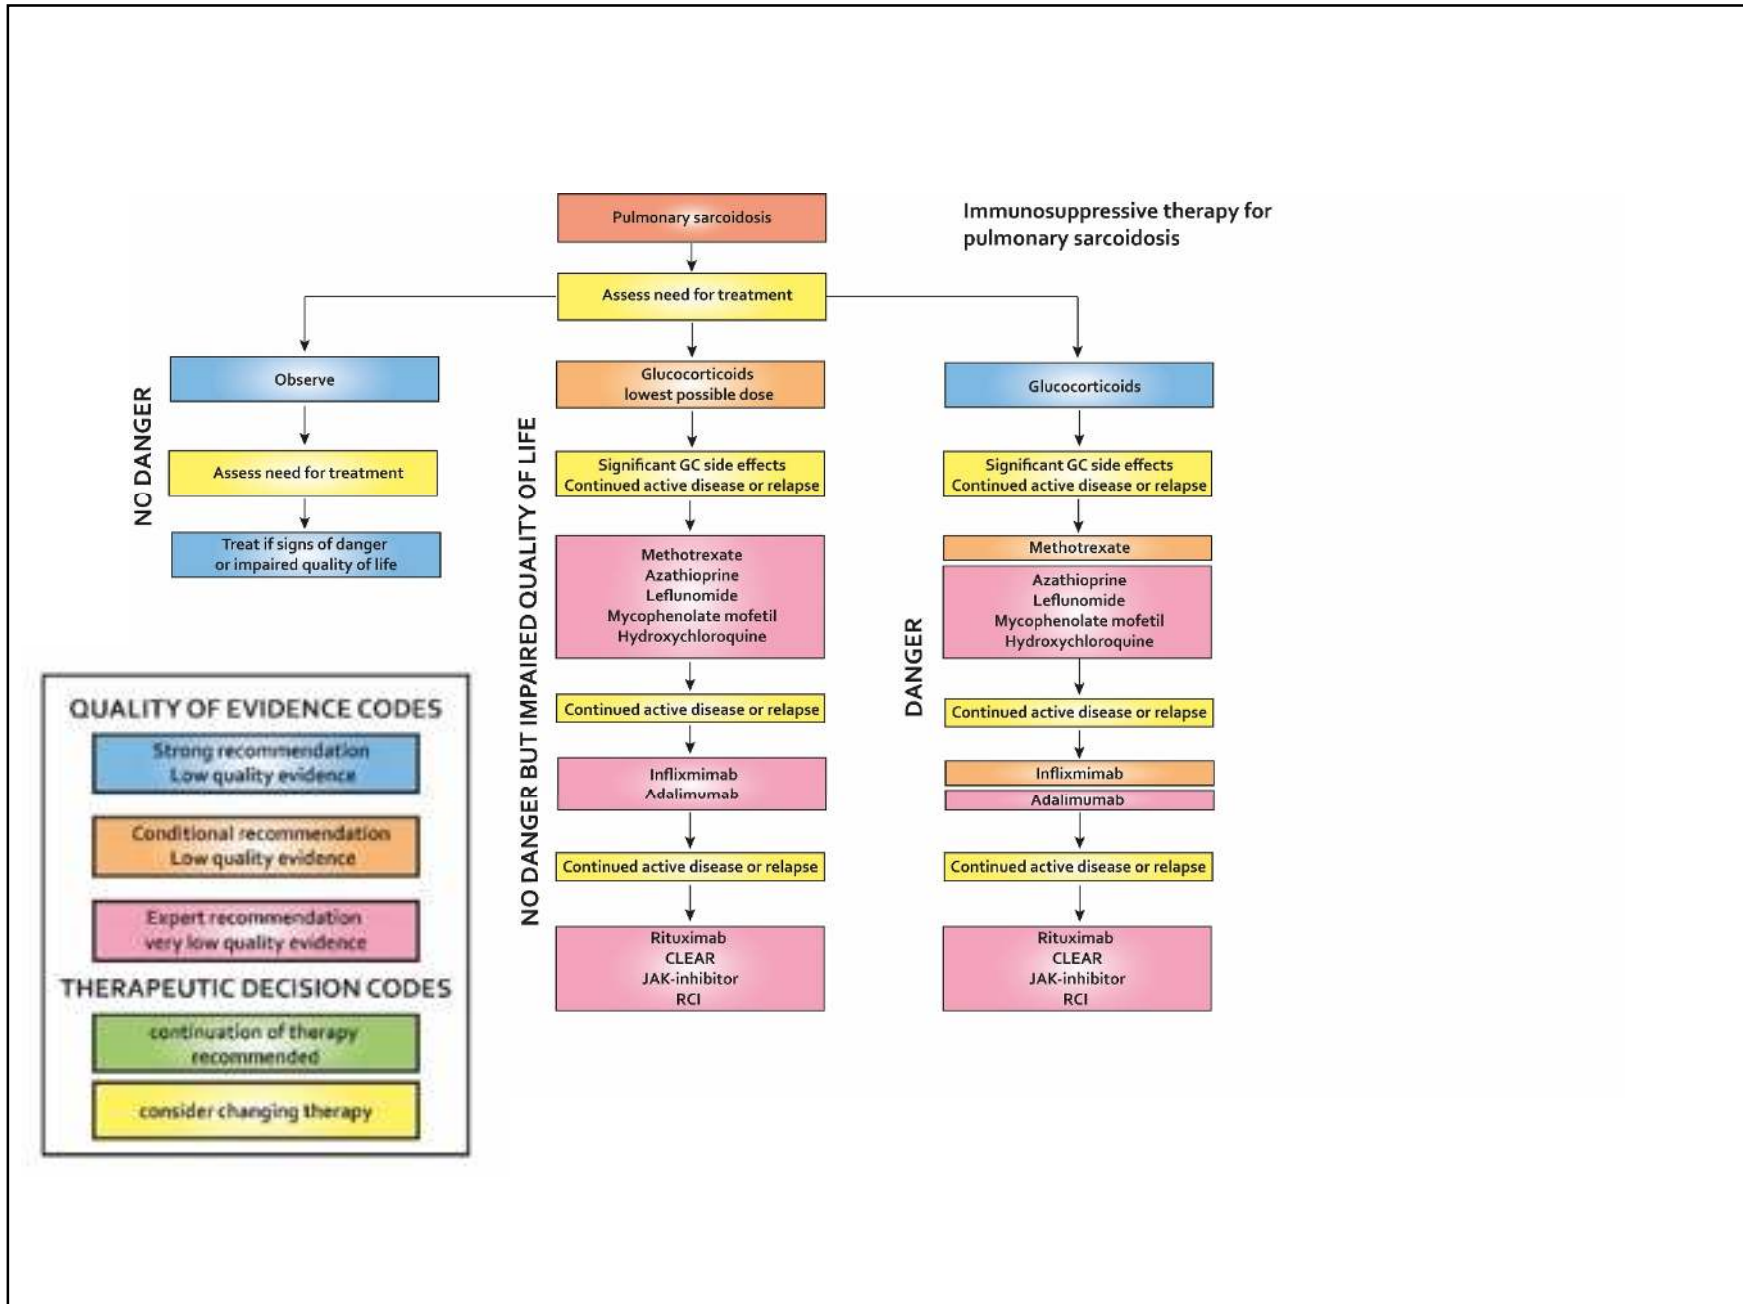 Pulmonary sarcoidosis
Immunosuppressive therapy for
pulmonary sarcoidosis
Assess need for treatment
NO DANGER
Observe
Assess need for treatment
Treat if signs of danger
or impaired quality of life
NO DANGER BUT IMPAIRED QUALITY OF LIFE
Glucocorticoids
lowest possible dose
Significant GC side effects
Continued active disease or relapse
Methotrexate
Azathioprine
Leflunomide
Mycophenolate mofetil
Hydroxychloroquine
Continued active disease or relapse
Inflixmimab
Adalimumab
Continued active disease or relapse
Rituximab
CLEAR
JAK-inhibitor
RCI
DANGER
Glucocorticoids
Significant GC side effects
Continued active disease or relapse
Methotrexate
Azathioprine
Leflunomide
Mycophenolate mofetil
Hydroxychloroquine
Continued active disease or relapse
Inflixmimab
Adalimumab
Continued active disease or relapse
Rituximab
CLEAR
JAK-inhibitor
RCI
QUALITY OF EVIDENCE CODES
Strong recommendation
Low quality evidence
Conditional recommendation
Low quality evidence
Expert recommendation
very low quality evidence
THERAPEUTIC DECISION CODES
continuation of therapy
recommended
consider changing therapy